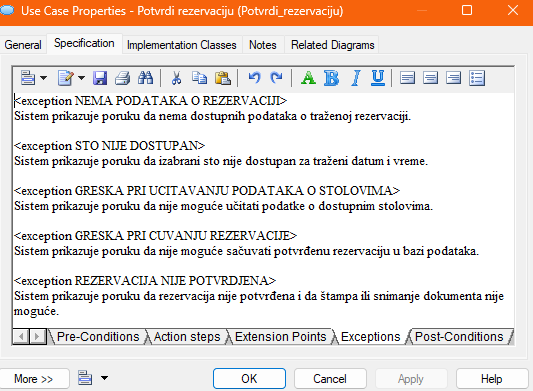 Use Case Properties - Potvrdi rezervaciju (Potvrdi_rezervaciju)
General
Specification
Implementation Classes
Notes
Related Diagrams
<exception NEMA PODATAKA O REZERVACIJI>
Sistem prikazuje poruku da nema dostupnih podataka o traženoj rezervaciji.
<exception STO NIJE DOSTUPAN>
Sistem prikazuje poruku da izabrani sto nije dostupan za traženi datum i vreme.
<exception GRESKA PRI UCITAVANJU PODATAKA O STOLOVIMA>
Sistem prikazuje poruku da nije moguće učitati podatke o dostupnim stolovima.
<exception GRESKA PRI CUVANJU REZERVACIJE>
Sistem prikazuje poruku da nije moguće sačuvati potvrđenu rezervaciju u bazi podataka.
<exception REZERVACIJA NIJE POTVRDJENA>
Sistem prikazuje poruku da rezervacija nije potvrđena i da štampa ili snimanje dokumenta nije
moguće.
Pre-Conditions
Action steps
Extension Points
Exceptions
Post-Conditions
More >>
OK
Cancel
Apply
Help